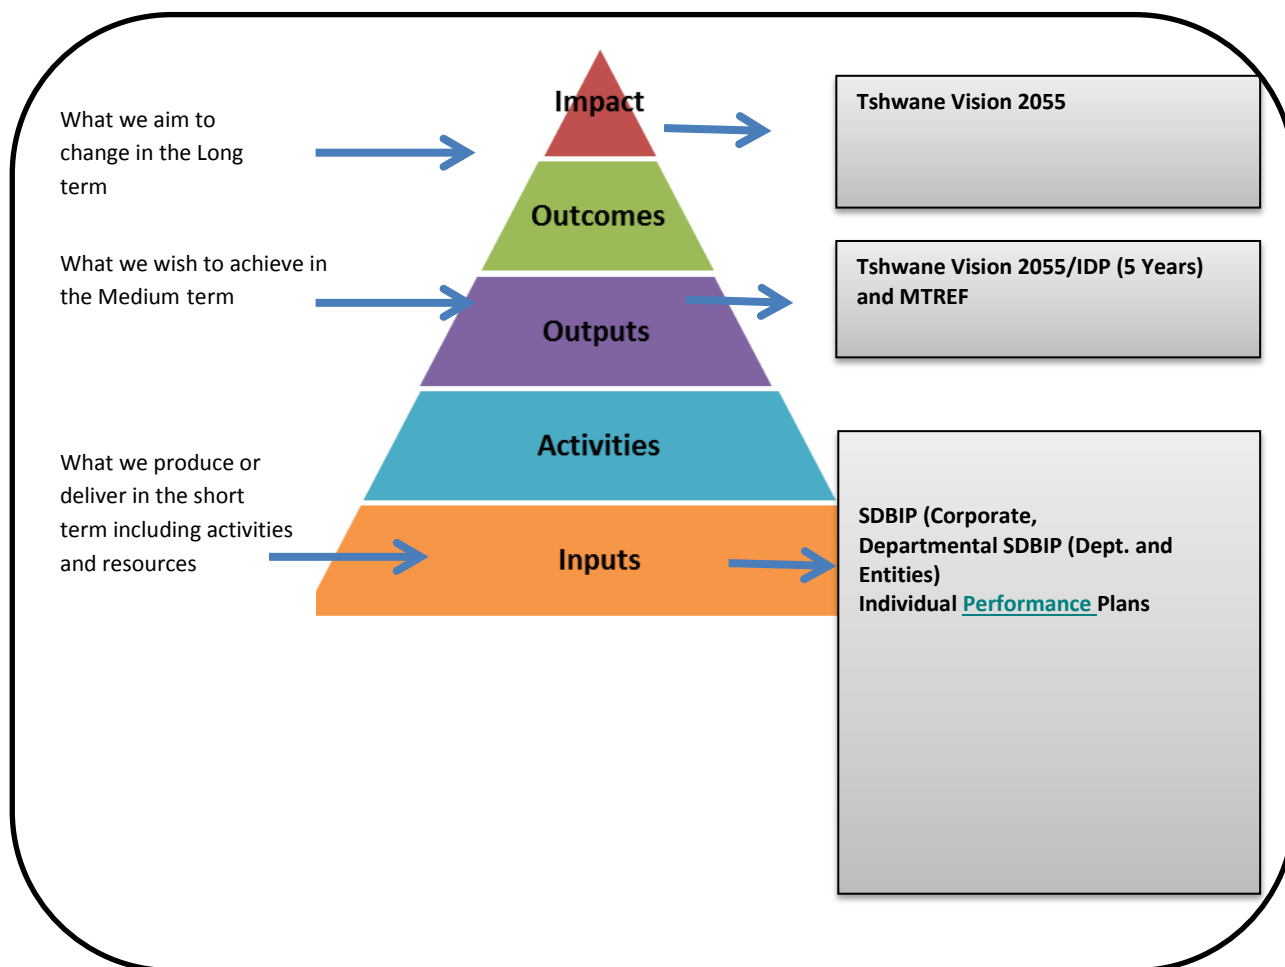 What we aim to
change in the Long
term
Impact
Tshwane Vision 2055
Outcomes
What we wish to achieve in
the Medium term
Outputs
Tshwane Vision 2055/IDP (5 Years)
and MTREF
Activities
What we produce or
deliver in the short
term including activities
and resources
Inputs
SDBIP (Corporate,
Departmental SDBIP (Dept. and
Entities)
Individual Performance Plans